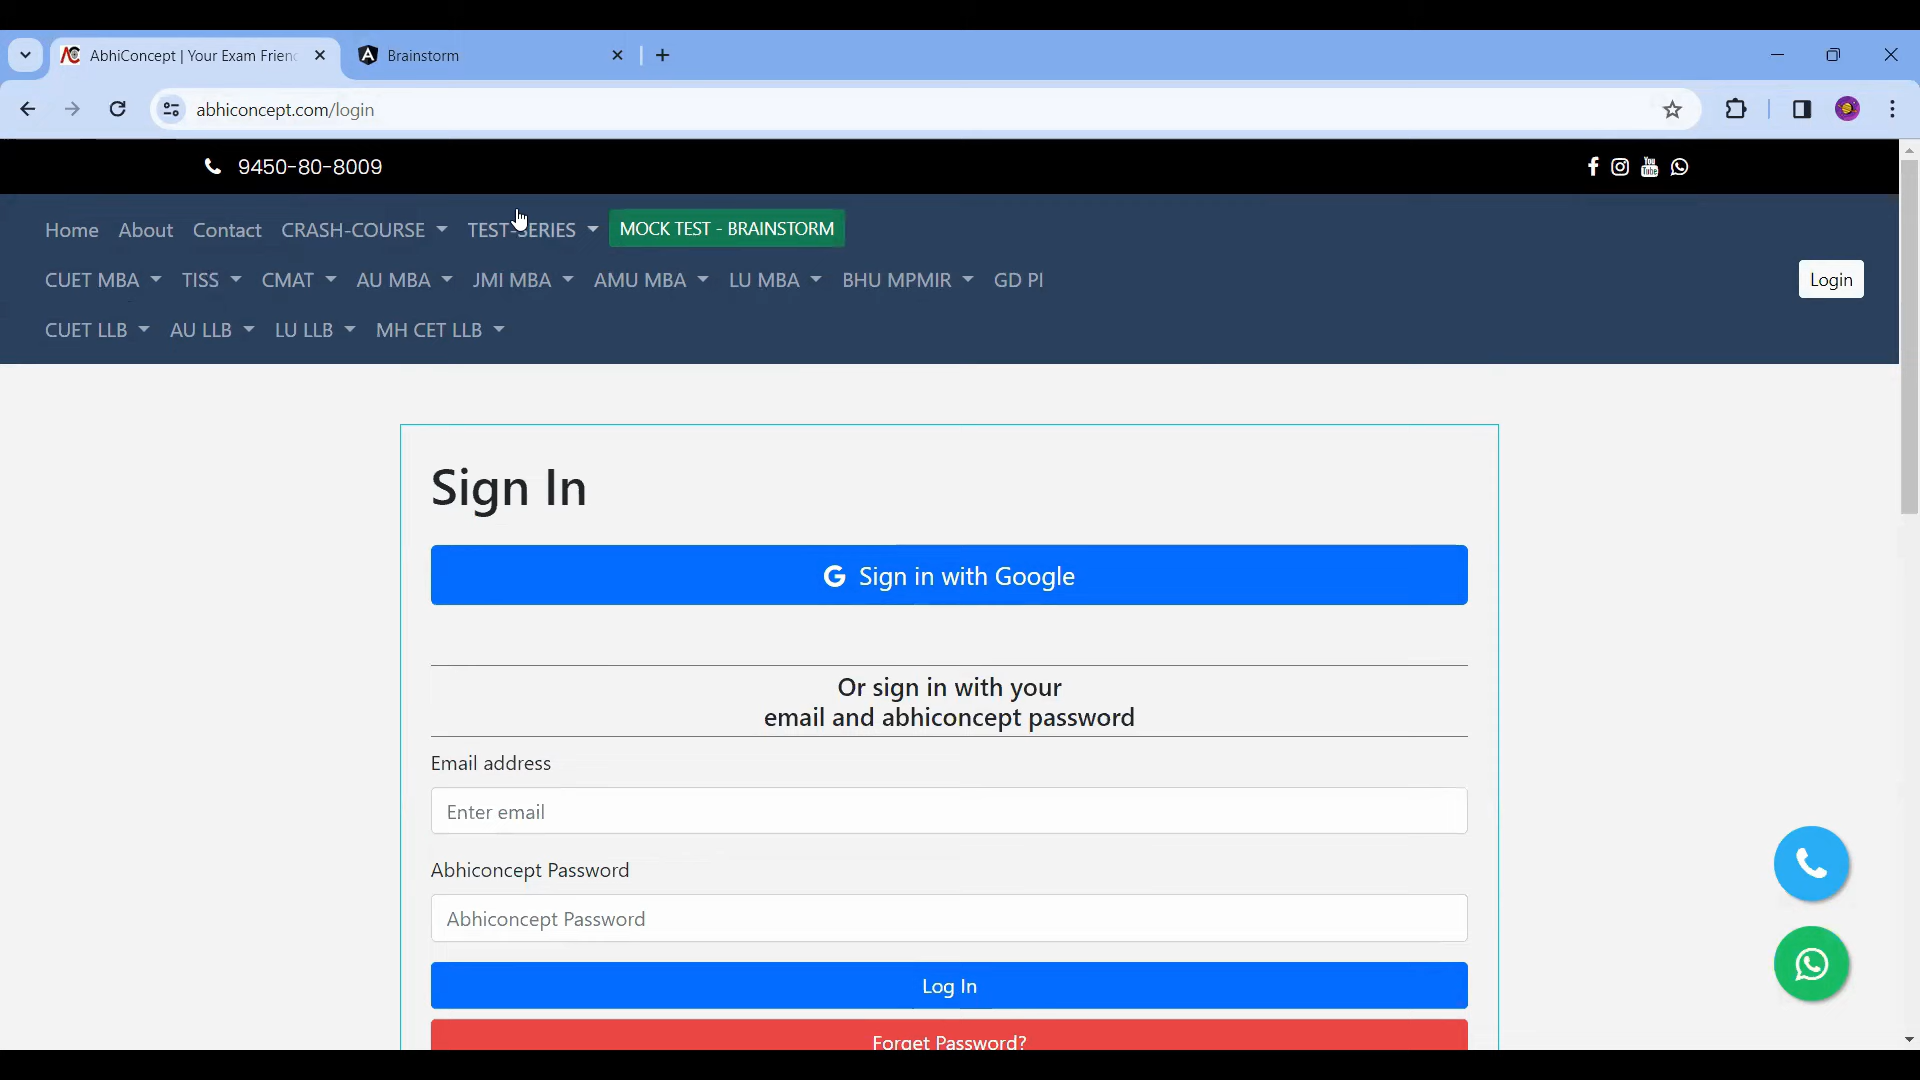 AbhiConcept | Your Exam Frien
Brainstorm
abhiconcept.com/login
9450-80-8009
You Tube
Home About Contact CRASH-COURSE TEST-SERIES MOCK TEST - BRAINSTORM
CUET MBA TISS CMAT AU MBA JMI MBA AMU MBA LU MBA BHU MPMIR GD PI
Login
CUET LLB AU LLB LU LLB MH CET LLB
Sign In
G Sign in with Google
Or sign in with your
email and abhiconcept password
Email address
Enter email
Abhiconcept Password
Abhiconcept Password
Log In
Forget Password?